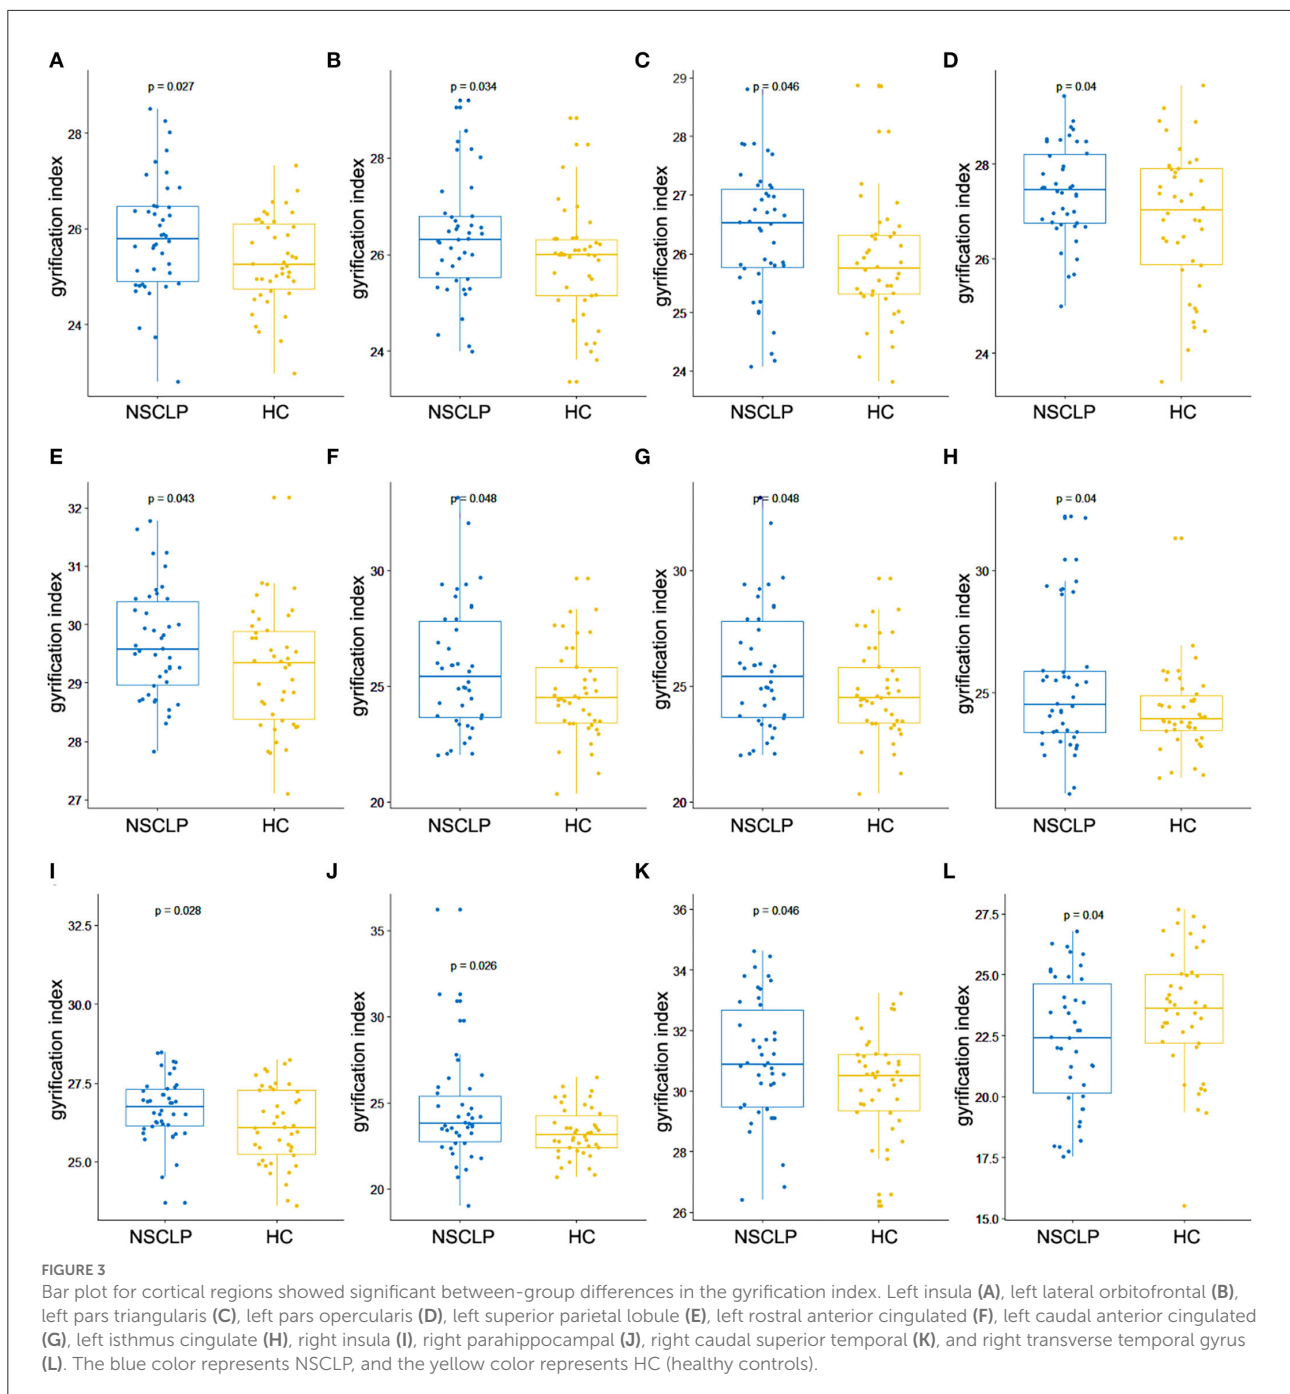 A
B
C
D
p = 0.027
p = 0.034
p = 0.046
p = 0.04
gyrification index
28
26
24
NSCLP
HC
gyrification index
28
26
24
NSCLP
HC
gyrification index
29
28
27
26
25
24
NSCLP
HC
gyrification index
28
26
24
NSCLP
HC
E
F
G
H
p = 0.043
p = 0.048
p = 0.048
p = 0.04
gyrification index
32
31
30
29
28
27
NSCLP
HC
gyrification index
30
25
20
NSCLP
HC
gyrification index
30
25
20
NSCLP
HC
gyrification index
30
25
NSCLP
HC
I
J
K
L
p = 0.028
p = 0.026
p = 0.046
p = 0.04
gyrification index
32.5
30.0
27.5
25.0
NSCLP
HC
gyrification index
35
30
25
20
NSCLP
HC
gyrification index
36
34
32
30
28
26
NSCLP
HC
gyrification index
27.5
25.0
22.5
20.0
17.5
15.0
NSCLP
HC
FIGURE 3
Bar plot for cortical regions showed significant between-group differences in the gyrification index. Left insula (A), left lateral orbitofrontal (B),
left pars triangularis (C), left pars opercularis (D), left superior parietal lobule (E), left rostral anterior cingulated (F), left caudal anterior cingulated
(G), left isthmus cingulate (H), right insula (I), right parahippocampal (J), right caudal superior temporal (K), and right transverse temporal gyrus
(L). The blue color represents NSCLP, and the yellow color represents HC (healthy controls).